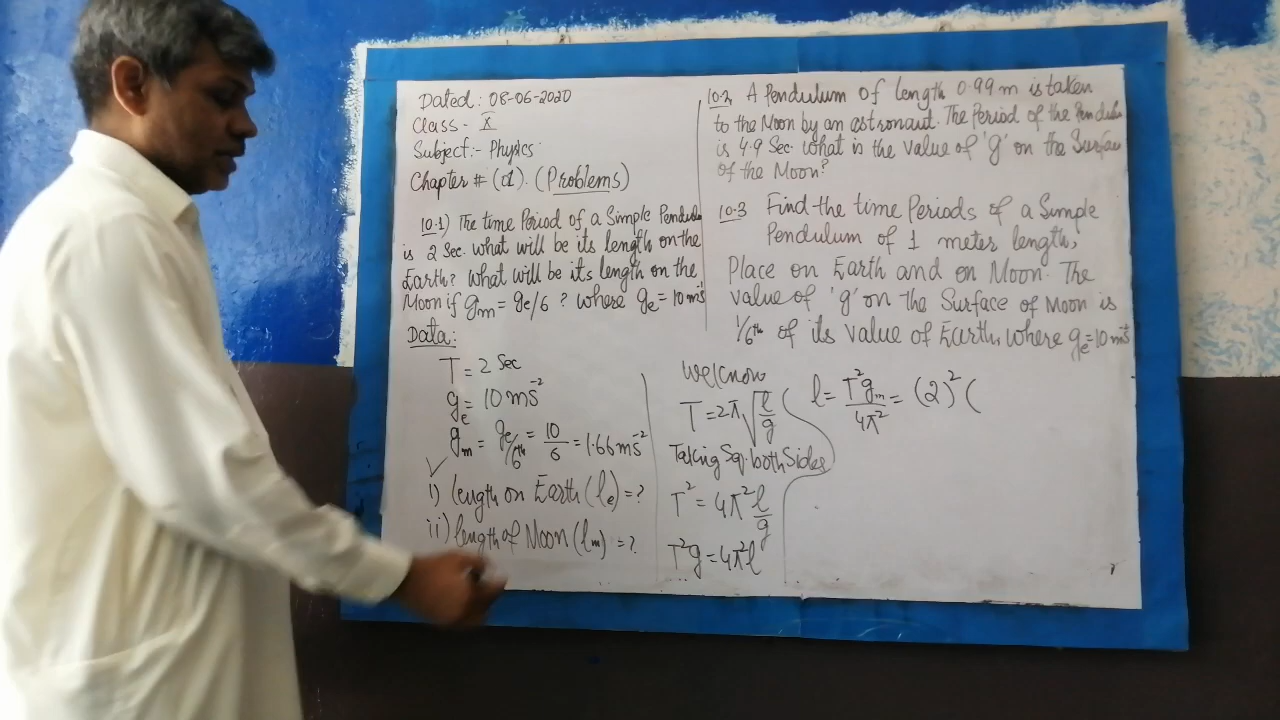 Dated: 08-06-2020
Class - X
Subject:- Physics
Chapter # (01). (Problems)
10.1) The time Period of a Simple Pendulu
is 2 Sec. what will be its length on the
Earth? What will be its length on the
Moon if gm = ge/6 ? where ge = 10 ms⁻¹
Data:
T = 2 Sec
ge = 10 ms⁻²
gm = ge/6th = 10/6 = 1.66 ms⁻²
✓
i) length on Earth (le) = ?
ii) length of Moon (lm) = ?
10.2 A Pendulum of length 0.99 m is taken
to the Moon by an astronaut. The Period of the Pendulu
is 4.9 Sec. What is the value of 'g' on the Surfac
of the Moon?
10.3 Find the time Periods of a Simple
Pendulum of 1 meter length,
Place on Earth and on Moon. The
value of 'g' on the Surface of Moon is
1/6th of its value of Earth, where ge = 10 ms⁻²
We know
T = 2π √(l/g)
Taking Sq. both Sides
T² = 4π² l/g
T²g = 4π²l
l = T²gm/4π² = (2)² (